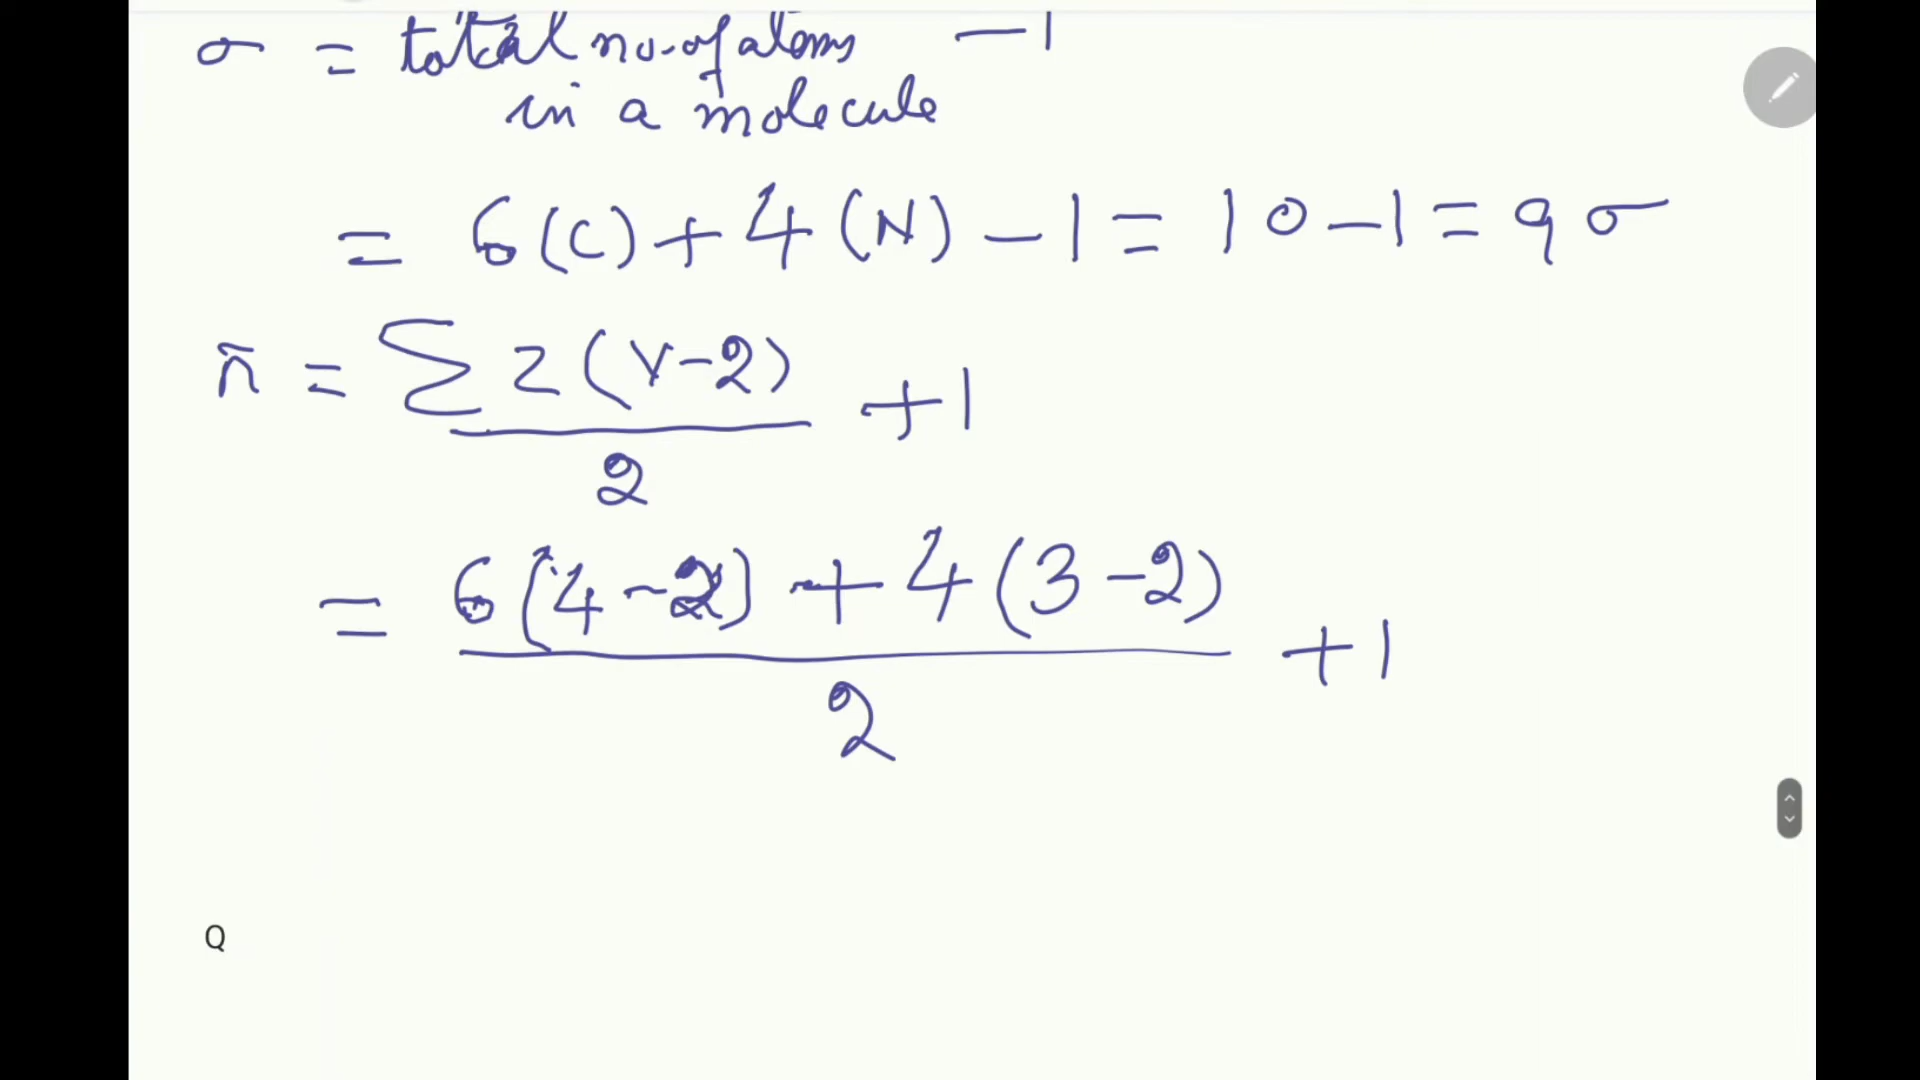 σ = total no. of atoms - 1
in a molecule
= 6(C) + 4(N) - 1 = 10 - 1 = 9σ
π = Σ Z(V-2)/2 + 1
= 6(4-2) + 4(3-2)/2 + 1
Q